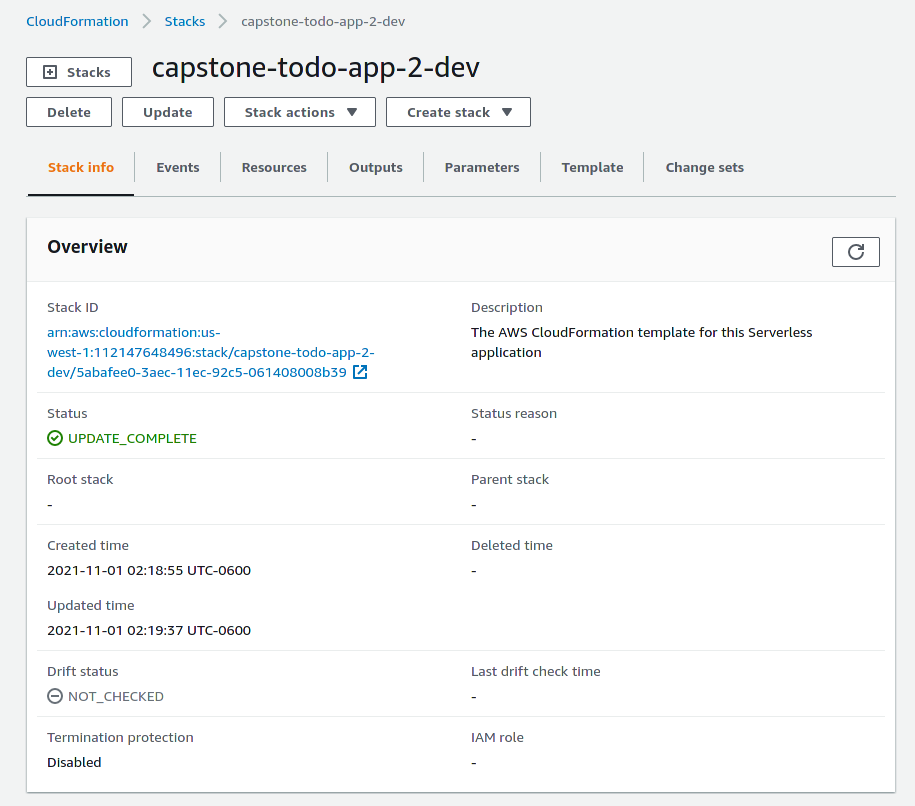 CloudFormation > Stacks > capstone-todo-app-2-dev
Stacks
capstone-todo-app-2-dev
Delete
Update
Stack actions
Create stack
Stack info
Events
Resources
Outputs
Parameters
Template
Change sets
Overview
Stack ID
arn:aws:cloudformation:us-
west-1:112147648496:stack/capstone-todo-app-2-
dev/5abafee0-3aec-11ec-92c5-061408008b39
Description
The AWS CloudFormation template for this Serverless
application
Status
UPDATE_COMPLETE
Status reason
-
Root stack
-
Parent stack
-
Created time
2021-11-01 02:18:55 UTC-0600
Deleted time
-
Updated time
2021-11-01 02:19:37 UTC-0600
Drift status
NOT_CHECKED
Last drift check time
-
Termination protection
Disabled
IAM role
-